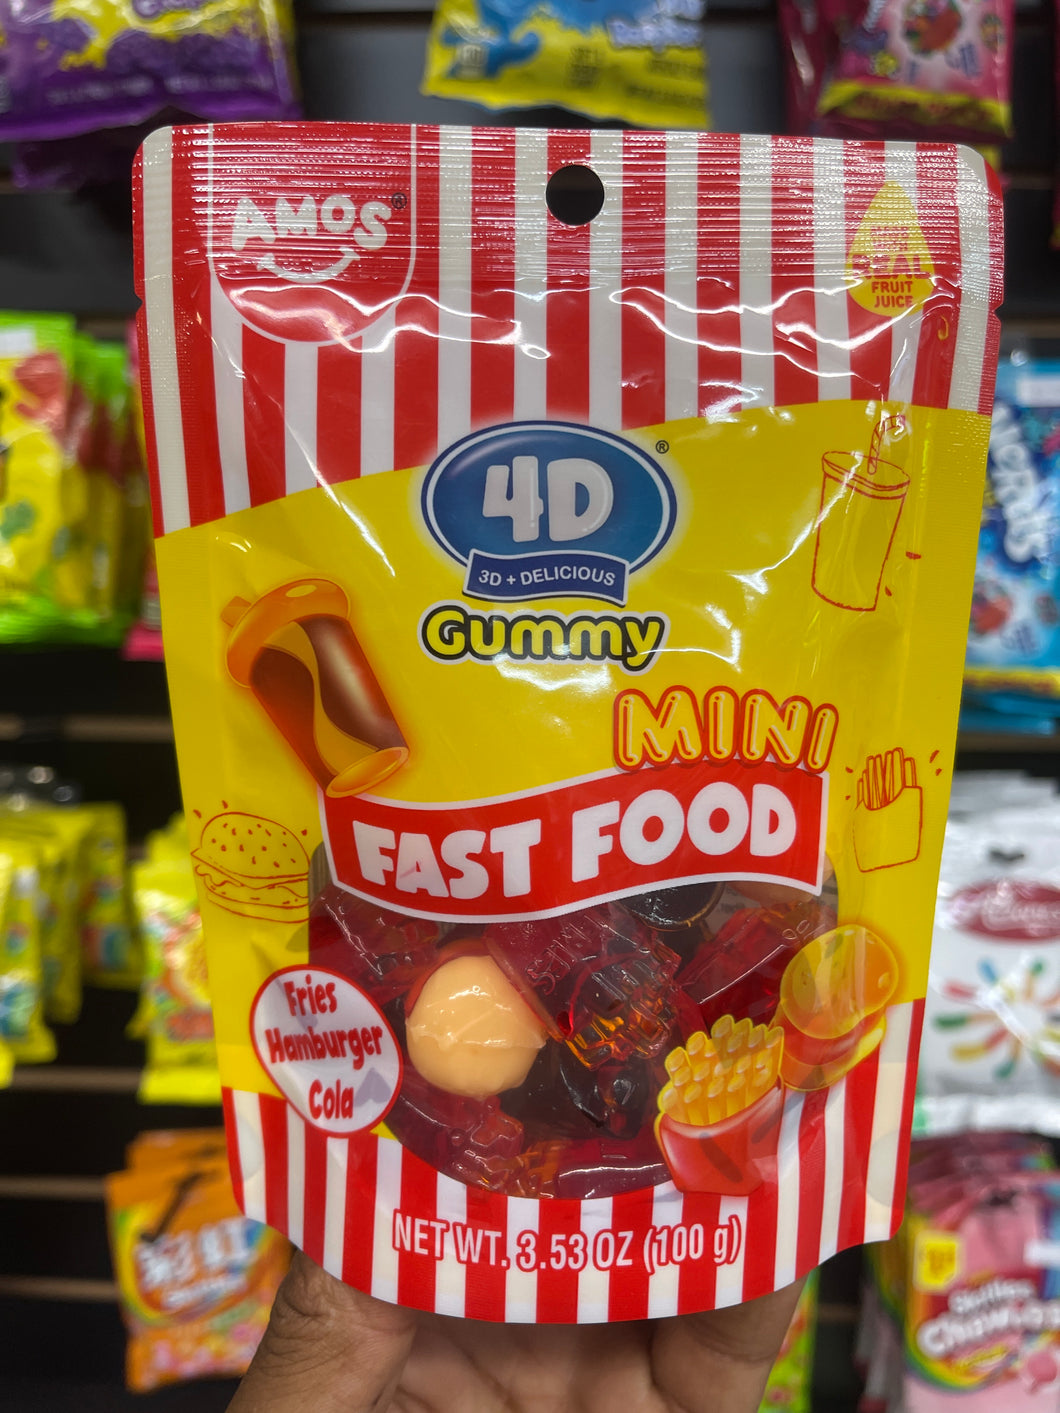 AMOS®
REAL
FRUIT
JUICE
4D®
3D + DELICIOUS
Gummy
MINI
FAST FOOD
Fries
Hamburger
Cola
NET WT. 3.53 OZ (100 g)